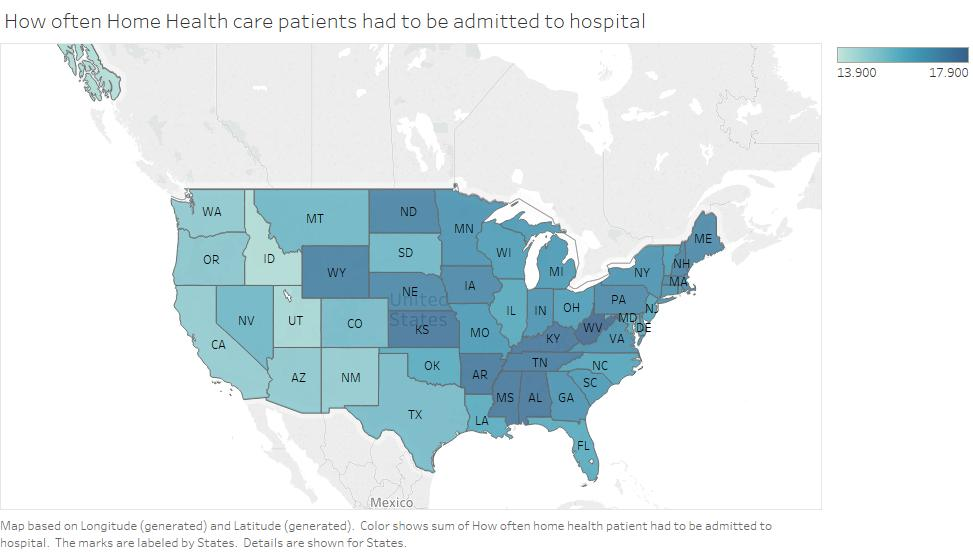 How often Home Health care patients had to be admitted to hospital
13.900 17.900
WA MT ND MN ME
OR ID WY SD WI MI NY NH
MA
NV UT CO NE IA IL IN OH PA NJ
CA KS MO KY WV MD DE
VA
AZ NM OK AR TN NC
SC
TX LA MS AL GA
FL
United
States
Mexico
Map based on Longitude (generated) and Latitude (generated). Color shows sum of How often home health patient had to be admitted to
hospital. The marks are labeled by States. Details are shown for States.